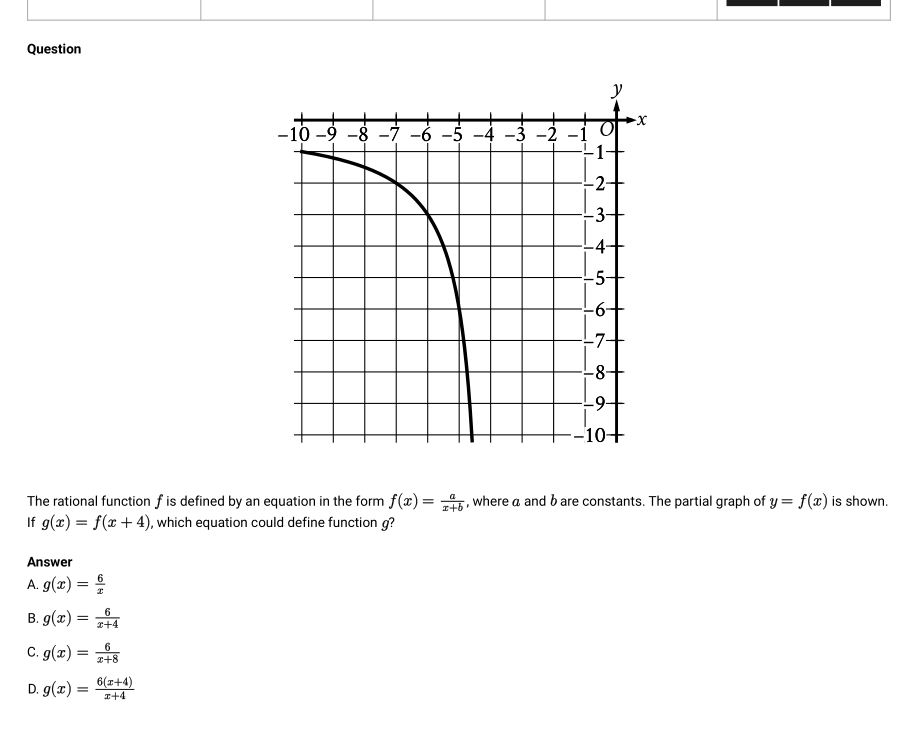 Question
y
x
−10 −9 −8 −7 −6 −5 −4 −3 −2 −1 O
−1
−2
−3
−4
−5
−6
−7
−8
−9
−10
The rational function f is defined by an equation in the form f(x) = a/(x+b), where a and b are constants. The partial graph of y = f(x) is shown.
If g(x) = f(x + 4), which equation could define function g?
Answer
A. g(x) = 6/x
B. g(x) = 6/(x+4)
C. g(x) = 6/(x+8)
D. g(x) = 6(x+4)/(x+4)